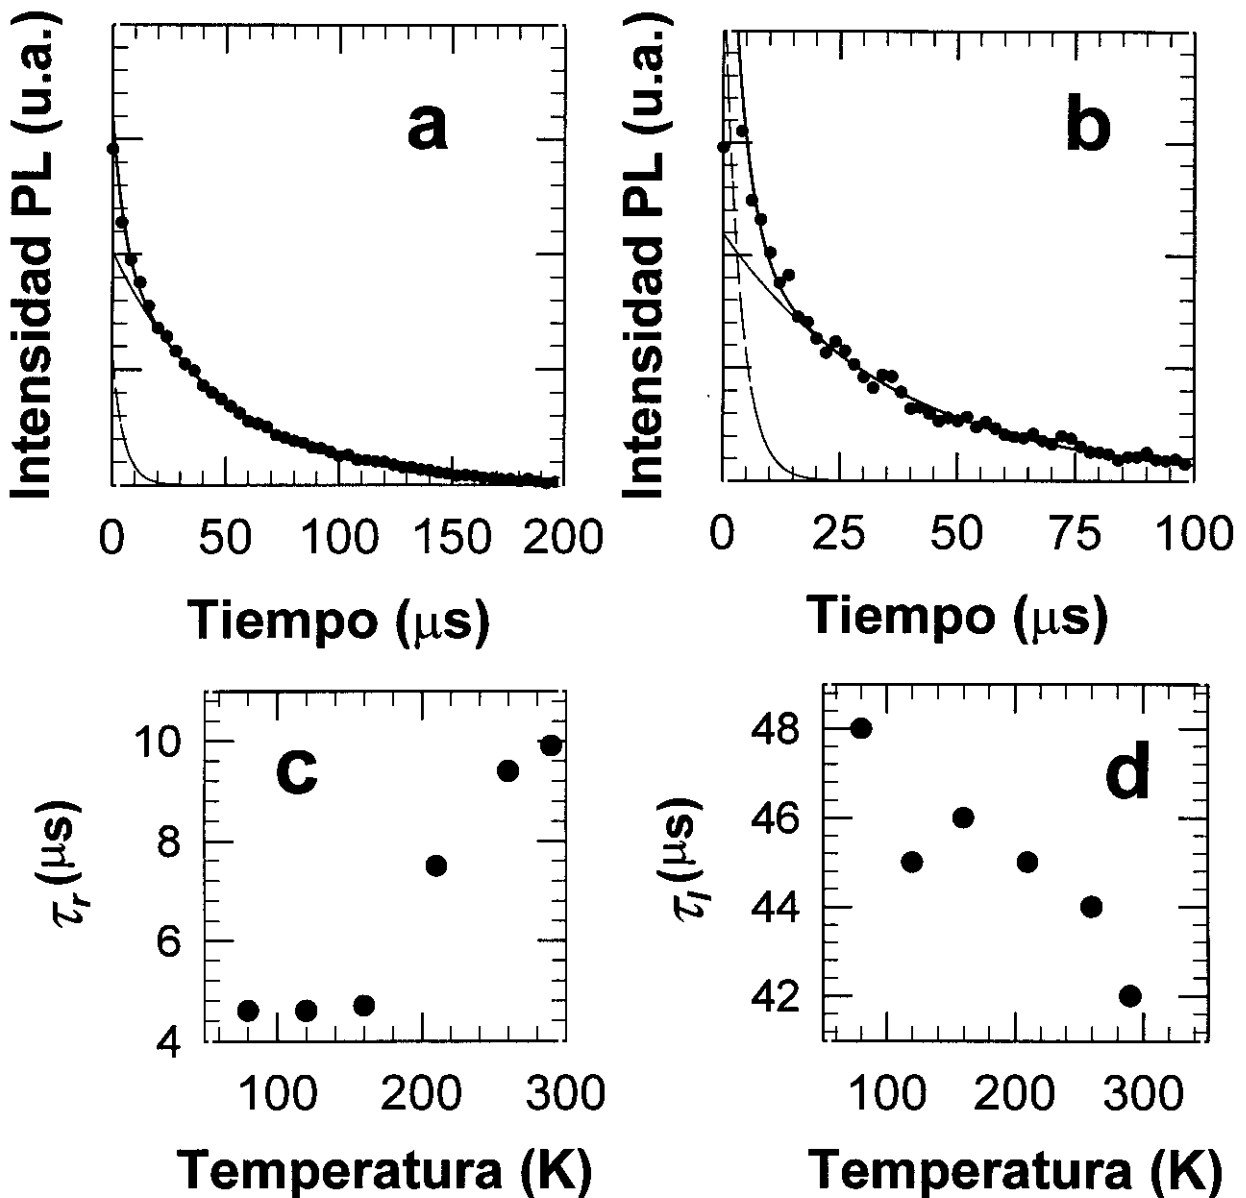 Intensidad PL (u.a.)
a
0 50 100 150 200
Tiempo (μs)
Intensidad PL (u.a.)
b
0 25 50 75 100
Tiempo (μs)
τr (μs)
10
8
6
4
c
100 200 300
Temperatura (K)
τl (μs)
48
46
44
42
d
100 200 300
Temperatura (K)